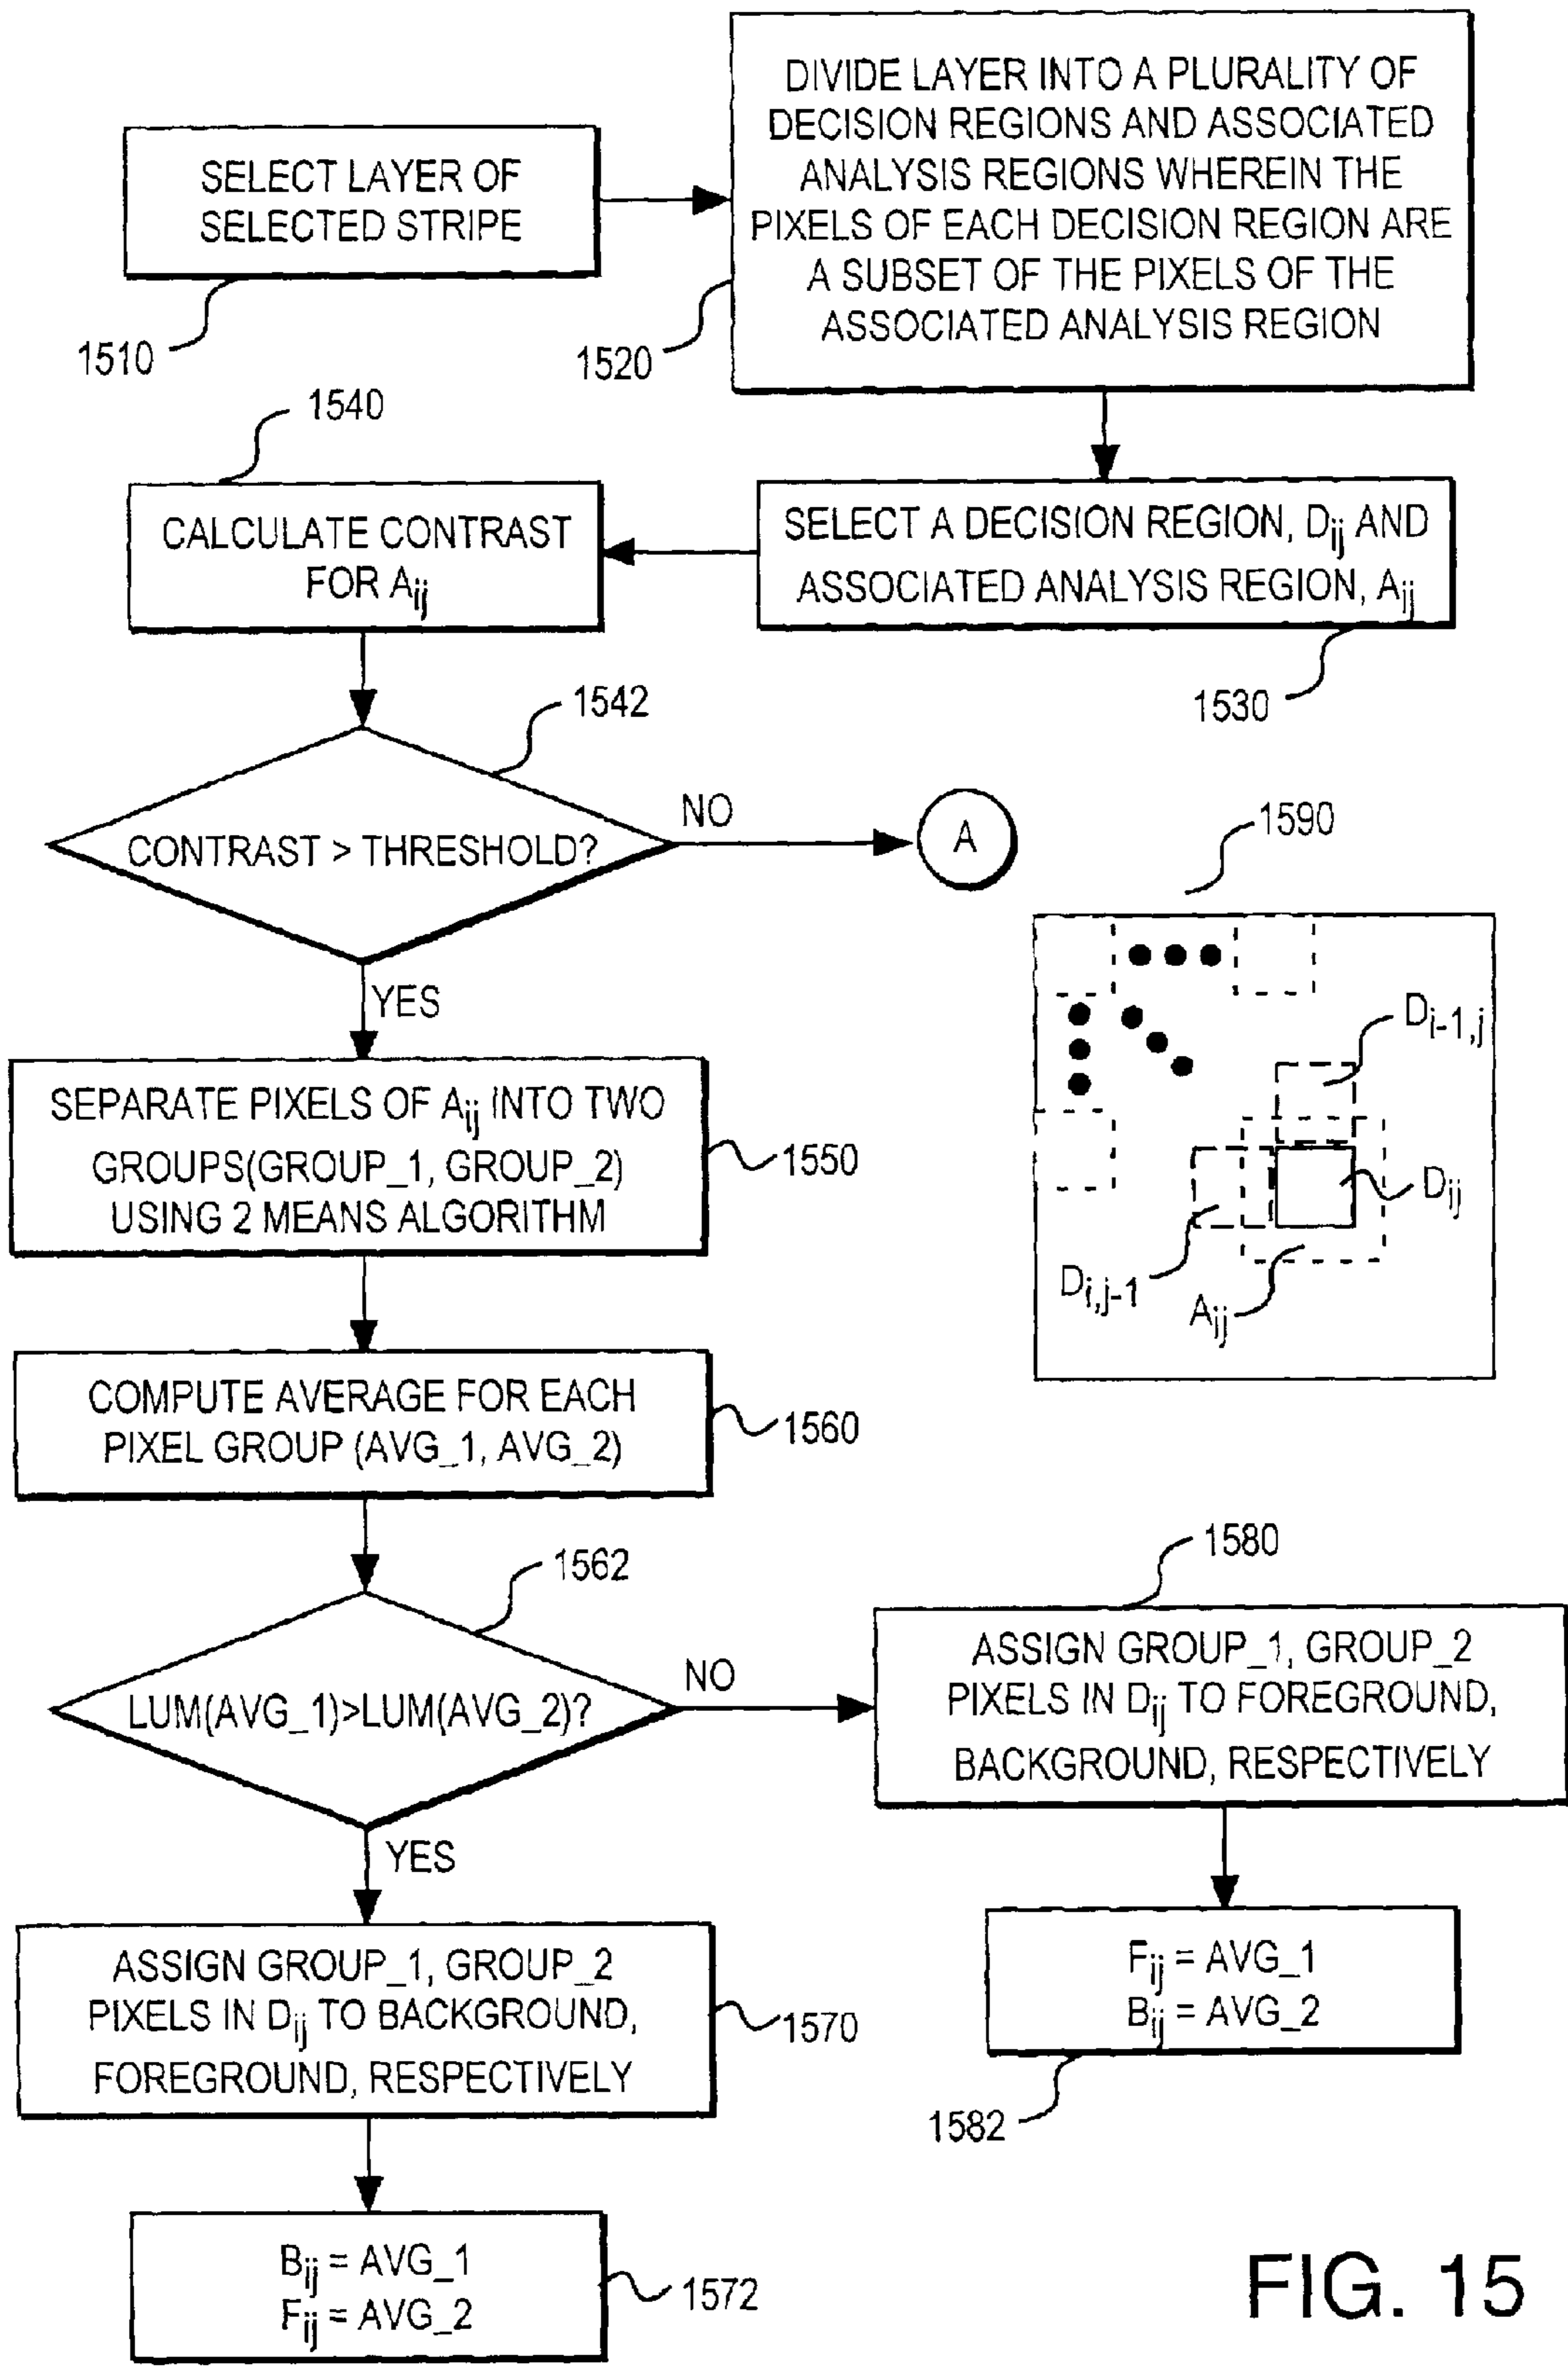 SELECT LAYER OF
SELECTED STRIPE
1510
DIVIDE LAYER INTO A PLURALITY OF
DECISION REGIONS AND ASSOCIATED
ANALYSIS REGIONS WHEREIN THE
PIXELS OF EACH DECISION REGION ARE
A SUBSET OF THE PIXELS OF THE
ASSOCIATED ANALYSIS REGION
1520
SELECT A DECISION REGION, Dij AND
ASSOCIATED ANALYSIS REGION, Aij
1530
1540
CALCULATE CONTRAST
FOR Aij
1542
CONTRAST > THRESHOLD?
NO
A
YES
1590
Di-1,j
Dij
Di,j-1
Aij
SEPARATE PIXELS OF Aij INTO TWO
GROUPS(GROUP_1, GROUP_2)
USING 2 MEANS ALGORITHM
1550
COMPUTE AVERAGE FOR EACH
PIXEL GROUP (AVG_1, AVG_2)
1560
1562
LUM(AVG_1)>LUM(AVG_2)?
NO
YES
1580
ASSIGN GROUP_1, GROUP_2
PIXELS IN Dij TO FOREGROUND,
BACKGROUND, RESPECTIVELY
Fij = AVG_1
Bij = AVG_2
1582
ASSIGN GROUP_1, GROUP_2
PIXELS IN Dij TO BACKGROUND,
FOREGROUND, RESPECTIVELY
1570
Bij = AVG_1
Fij = AVG_2
1572
FIG. 15